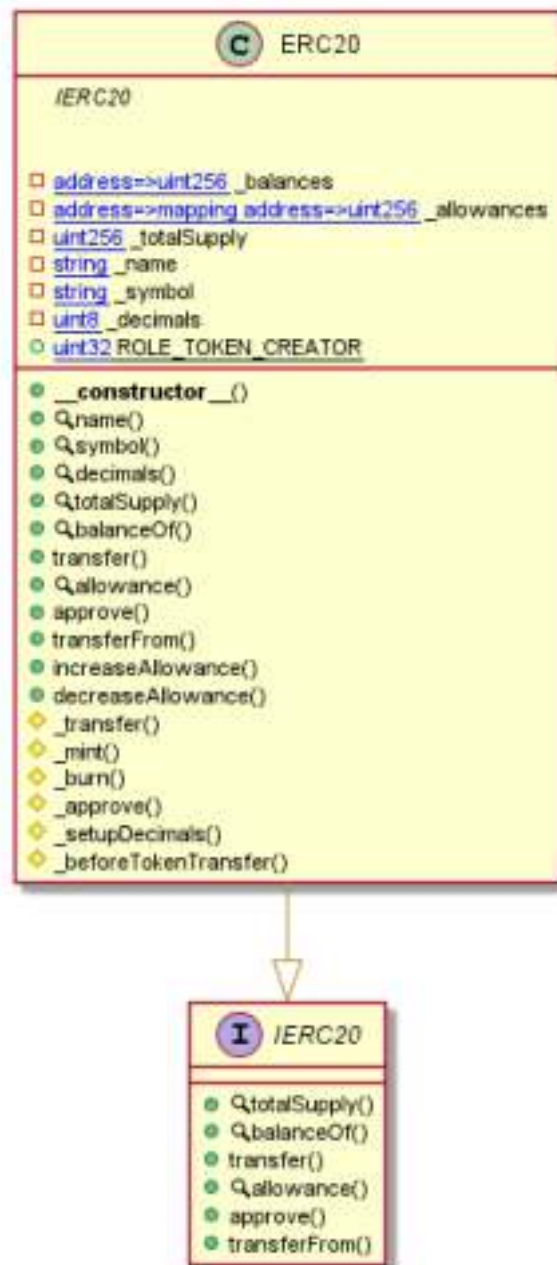 C ERC20
IERC20
address=>uint256 _balances
address=>mapping address=>uint256 _allowances
uint256 _totalSupply
string _name
string _symbol
uint8 _decimals
uint32 ROLE_TOKEN_CREATOR
__constructor__()
name()
symbol()
decimals()
totalSupply()
balanceOf()
transfer()
allowance()
approve()
transferFrom()
increaseAllowance()
decreaseAllowance()
_transfer()
_mint()
_burn()
_approve()
_setupDecimals()
_beforeTokenTransfer()
I IERC20
totalSupply()
balanceOf()
transfer()
allowance()
approve()
transferFrom()